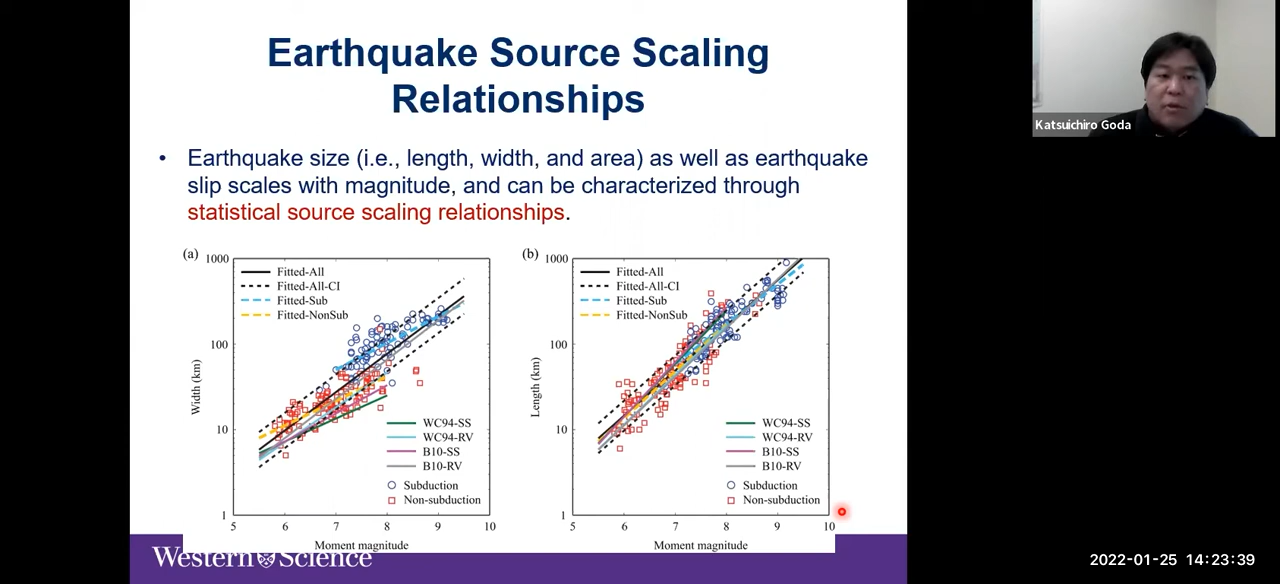 Earthquake Source Scaling
Relationships
• Earthquake size (i.e., length, width, and area) as well as earthquake
slip scales with magnitude, and can be characterized through
statistical source scaling relationships.
(a)
1000
100
10
1
Width (km)
Fitted-All
Fitted-All-CI
Fitted-Sub
Fitted-NonSub
WC94-SS
WC94-RV
B10-SS
B10-RV
Subduction
Non-subduction
5 6 7 8 9 10
Moment magnitude
(b)
1000
100
10
1
Length (km)
Fitted-All
Fitted-All-CI
Fitted-Sub
Fitted-NonSub
WC94-SS
WC94-RV
B10-SS
B10-RV
Subduction
Non-subduction
5 6 7 8 9 10
Moment magnitude
Western Science
Katsuichiro Goda
2022-01-25 14:23:39